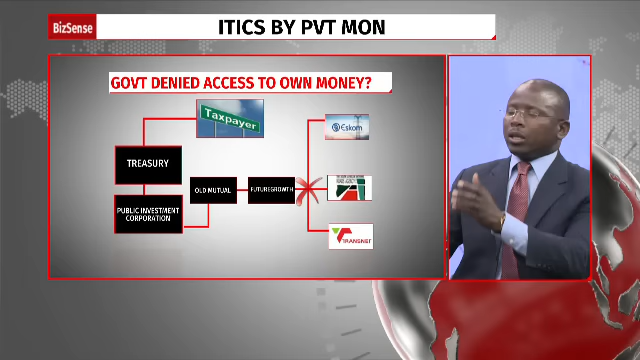 BizSense
ITICS BY PVT MON
GOVT DENIED ACCESS TO OWN MONEY?
Taxpayer
Eskom
TREASURY
OLD MUTUAL
FUTUREGROWTH
PUBLIC INVESTMENT
CORPORATION
TRANSNET